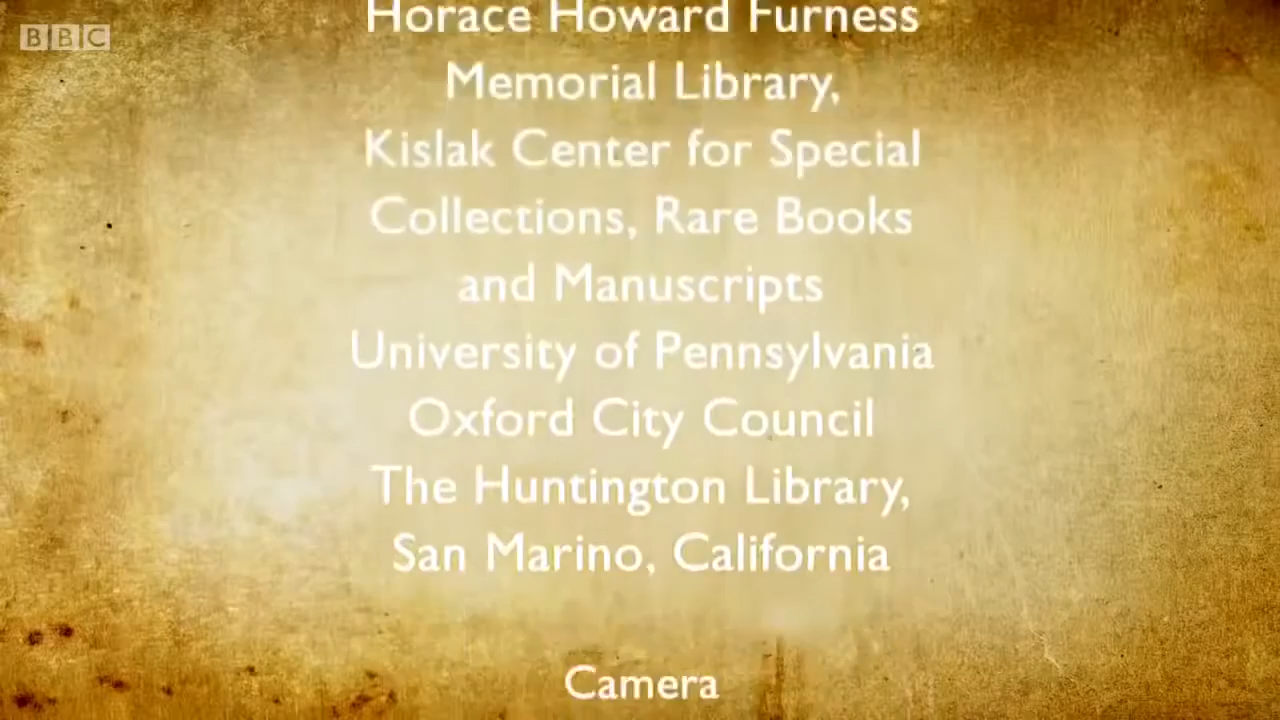 BBC
Horace Howard Furness
Memorial Library,
Kislak Center for Special
Collections, Rare Books
and Manuscripts
University of Pennsylvania
Oxford City Council
The Huntington Library,
San Marino, California
Camera